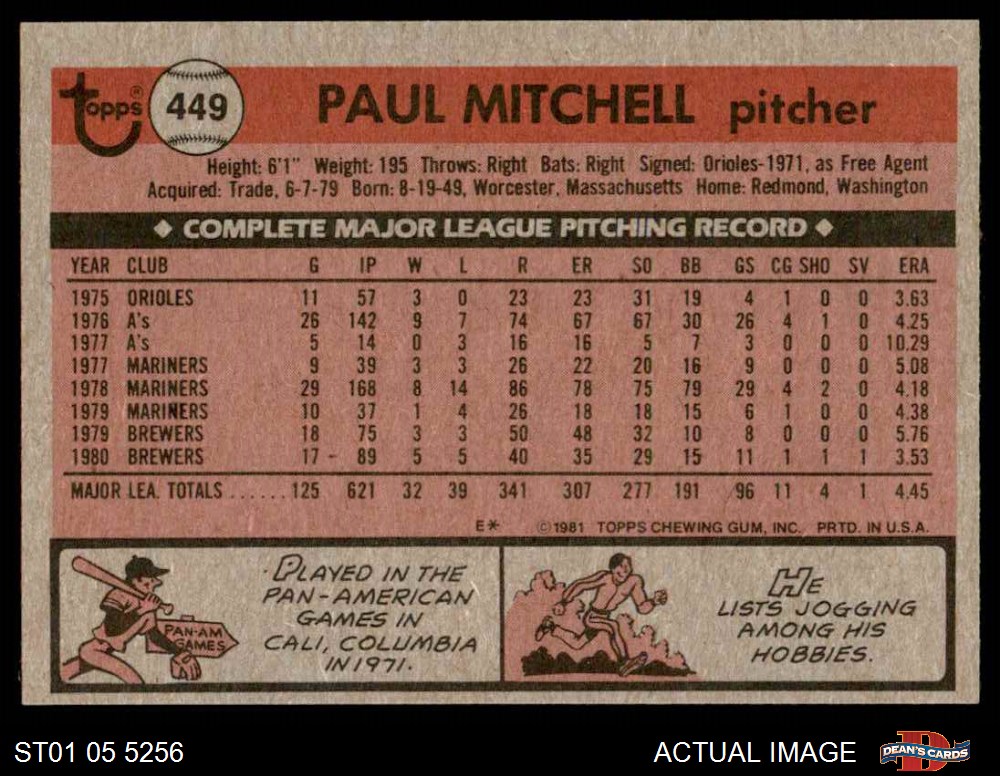 Topps®
449
PAUL MITCHELL pitcher
Height: 6'1" Weight: 195 Throws: Right Bats: Right Signed: Orioles-1971, as Free Agent
Acquired: Trade, 6-7-79 Born: 8-19-49, Worcester, Massachusetts Home: Redmond, Washington
◆ COMPLETE MAJOR LEAGUE PITCHING RECORD ◆
YEAR CLUB G IP W L R ER SO BB GS CG SHO SV ERA
1975 ORIOLES 11 57 3 0 23 23 31 19 4 1 0 0 3.63
1976 A's 26 142 9 7 74 67 67 30 26 4 1 0 4.25
1977 A's 5 14 0 3 16 16 5 7 3 0 0 0 10.29
1977 MARINERS 9 39 3 3 26 22 20 16 9 0 0 0 5.08
1978 MARINERS 29 168 8 14 86 78 75 79 29 4 2 0 4.18
1979 MARINERS 10 37 1 4 26 18 18 15 6 1 0 0 4.38
1979 BREWERS 18 75 3 3 50 48 32 10 8 0 0 0 5.76
1980 BREWERS 17 89 5 5 40 35 29 15 11 1 1 1 3.53
MAJOR LEA. TOTALS ......125 621 32 39 341 307 277 191 96 11 4 1 4.45
E* ©1981 TOPPS CHEWING GUM, INC. PRTD. IN U.S.A.
PAN-AM
GAMES
PLAYED IN THE
PAN-AMERICAN
GAMES IN
CALI, COLUMBIA
IN 1971.
HE
LISTS JOGGING
AMONG HIS
HOBBIES.
ST01 05 5256
ACTUAL IMAGE
D
DEAN'S CARDS